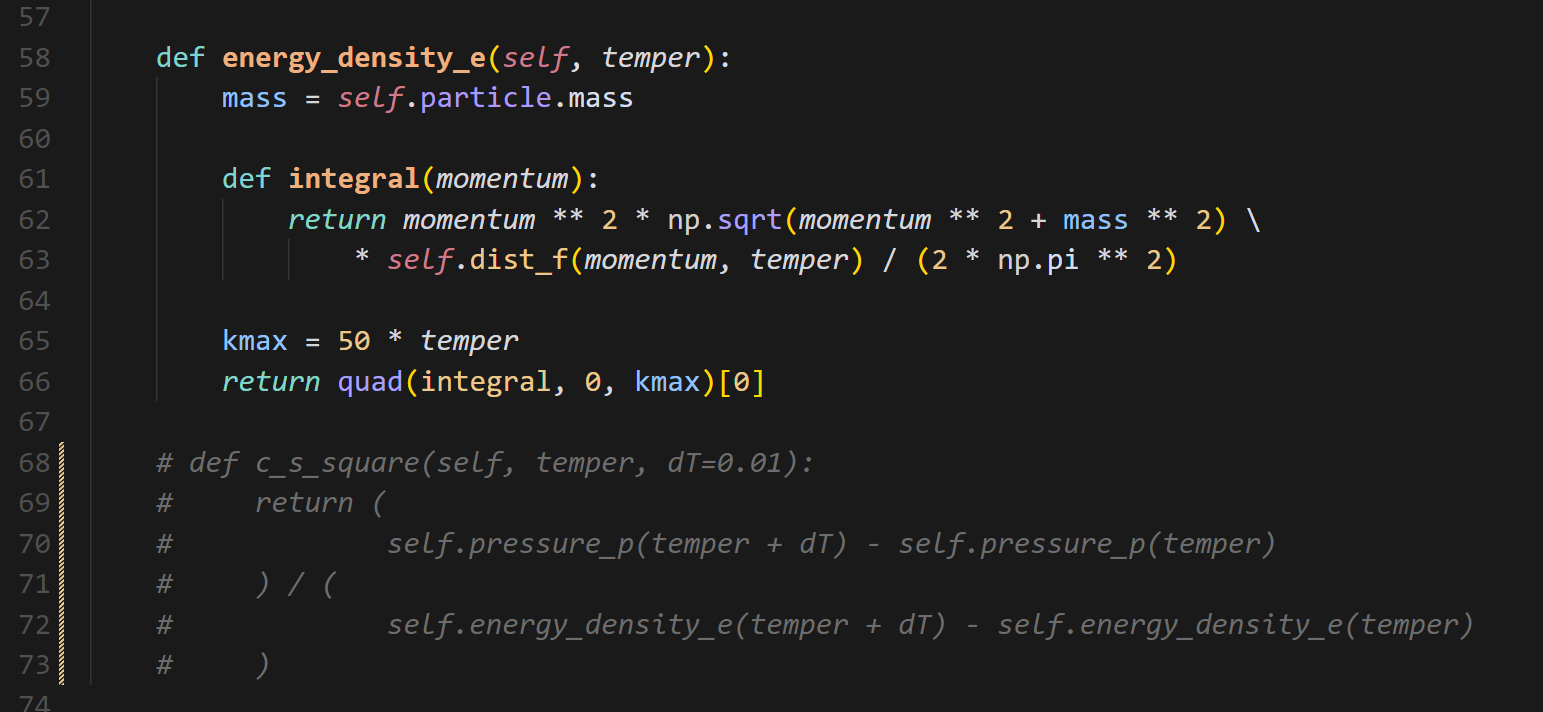 57
58 def energy_density_e(self, temper):
59 mass = self.particle.mass
60
61 def integral(momentum):
62 return momentum ** 2 * np.sqrt(momentum ** 2 + mass ** 2) \
63 * self.dist_f(momentum, temper) / (2 * np.pi ** 2)
64
65 kmax = 50 * temper
66 return quad(integral, 0, kmax)[0]
67
68 # def c_s_square(self, temper, dT=0.01):
69 # return (
70 # self.pressure_p(temper + dT) - self.pressure_p(temper)
71 # ) / (
72 # self.energy_density_e(temper + dT) - self.energy_density_e(temper)
73 # )
74